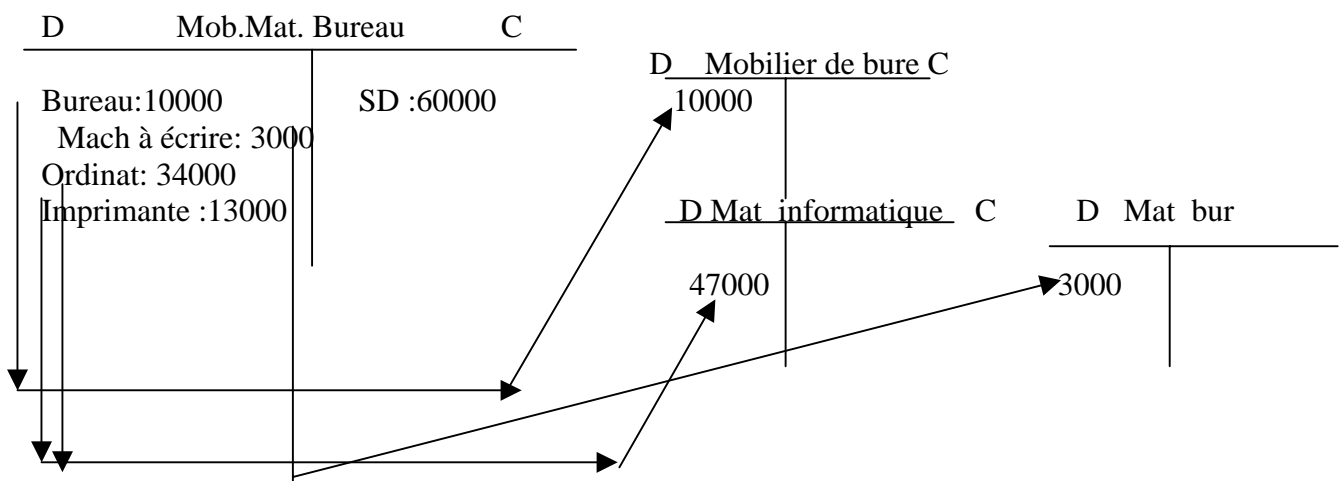 D Mob.Mat. Bureau C
D Mobilier de bure C
Bureau:10000 SD :60000 10000
Mach à écrire: 3000
Ordinat: 34000
Imprimante :13000 D Mat informatique C D Mat bur
47000 3000